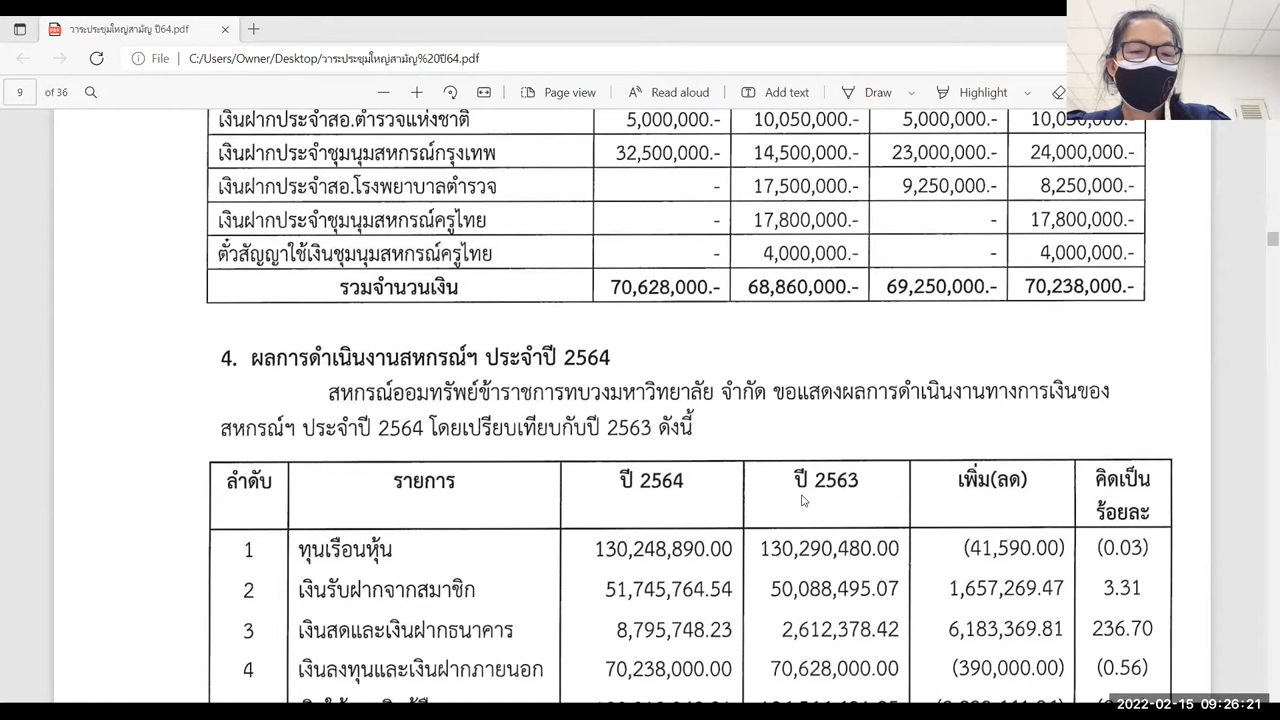 วาระประชุมใหญ่สามัญ ปี64.pdf
File C:/Users/Owner/Desktop/วาระประชุมใหญ่สามัญ%20ปี64.pdf
9 of 36 Page view Read aloud Add text Draw Highlight
เงินฝากประจำสอ.ตำรวจแห่งชาติ 5,000,000.- 10,050,000.- 5,000,000.-
เงินฝากประจำชุมนุมสหกรณ์กรุงเทพ 32,500,000.- 14,500,000.- 23,000,000.- 24,000,000.-
เงินฝากประจำสอ.โรงพยาบาลตำรวจ - 17,500,000.- 9,250,000.- 8,250,000.-
เงินฝากประจำชุมนุมสหกรณ์ครูไทย - 17,800,000.- - 17,800,000.-
ตั๋วสัญญาใช้เงินชุมนุมสหกรณ์ครูไทย - 4,000,000.- - 4,000,000.-
รวมจำนวนเงิน 70,628,000.- 68,860,000.- 69,250,000.- 70,238,000.-
4. ผลการดำเนินงานสหกรณ์ฯ ประจำปี 2564
สหกรณ์ออมทรัพย์ข้าราชการทบวงมหาวิทยาลัย จำกัด ขอแสดงผลการดำเนินงานทางการเงินของ
สหกรณ์ฯ ประจำปี 2564 โดยเปรียบเทียบกับปี 2563 ดังนี้
ลำดับ รายการ ปี 2564 ปี 2563 เพิ่ม(ลด) คิดเป็น
ร้อยละ
1 ทุนเรือนหุ้น 130,248,890.00 130,290,480.00 (41,590.00) (0.03)
2 เงินรับฝากจากสมาชิก 51,745,764.54 50,088,495.07 1,657,269.47 3.31
3 เงินสดและเงินฝากธนาคาร 8,795,748.23 2,612,378.42 6,183,369.81 236.70
4 เงินลงทุนและเงินฝากภายนอก 70,238,000.00 70,628,000.00 (390,000.00) (0.56)
2022-02-15 09:26:21